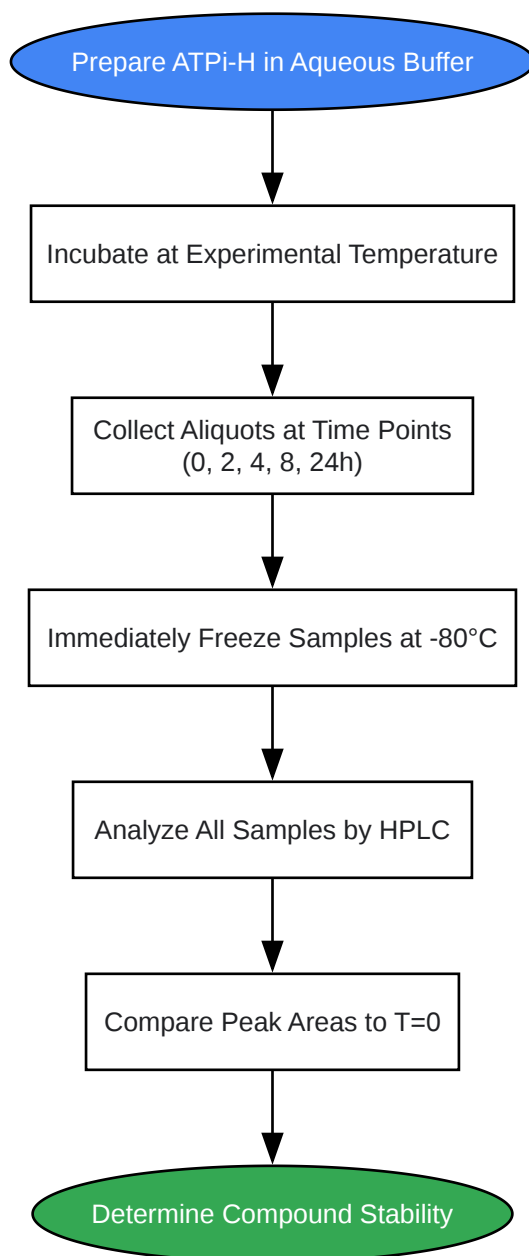 Prepare ATPi-H in Aqueous Buffer
Incubate at Experimental Temperature
Collect Aliquots at Time Points
(0, 2, 4, 8, 24h)
Immediately Freeze Samples at -80°C
Analyze All Samples by HPLC
Compare Peak Areas to T=0
Determine Compound Stability